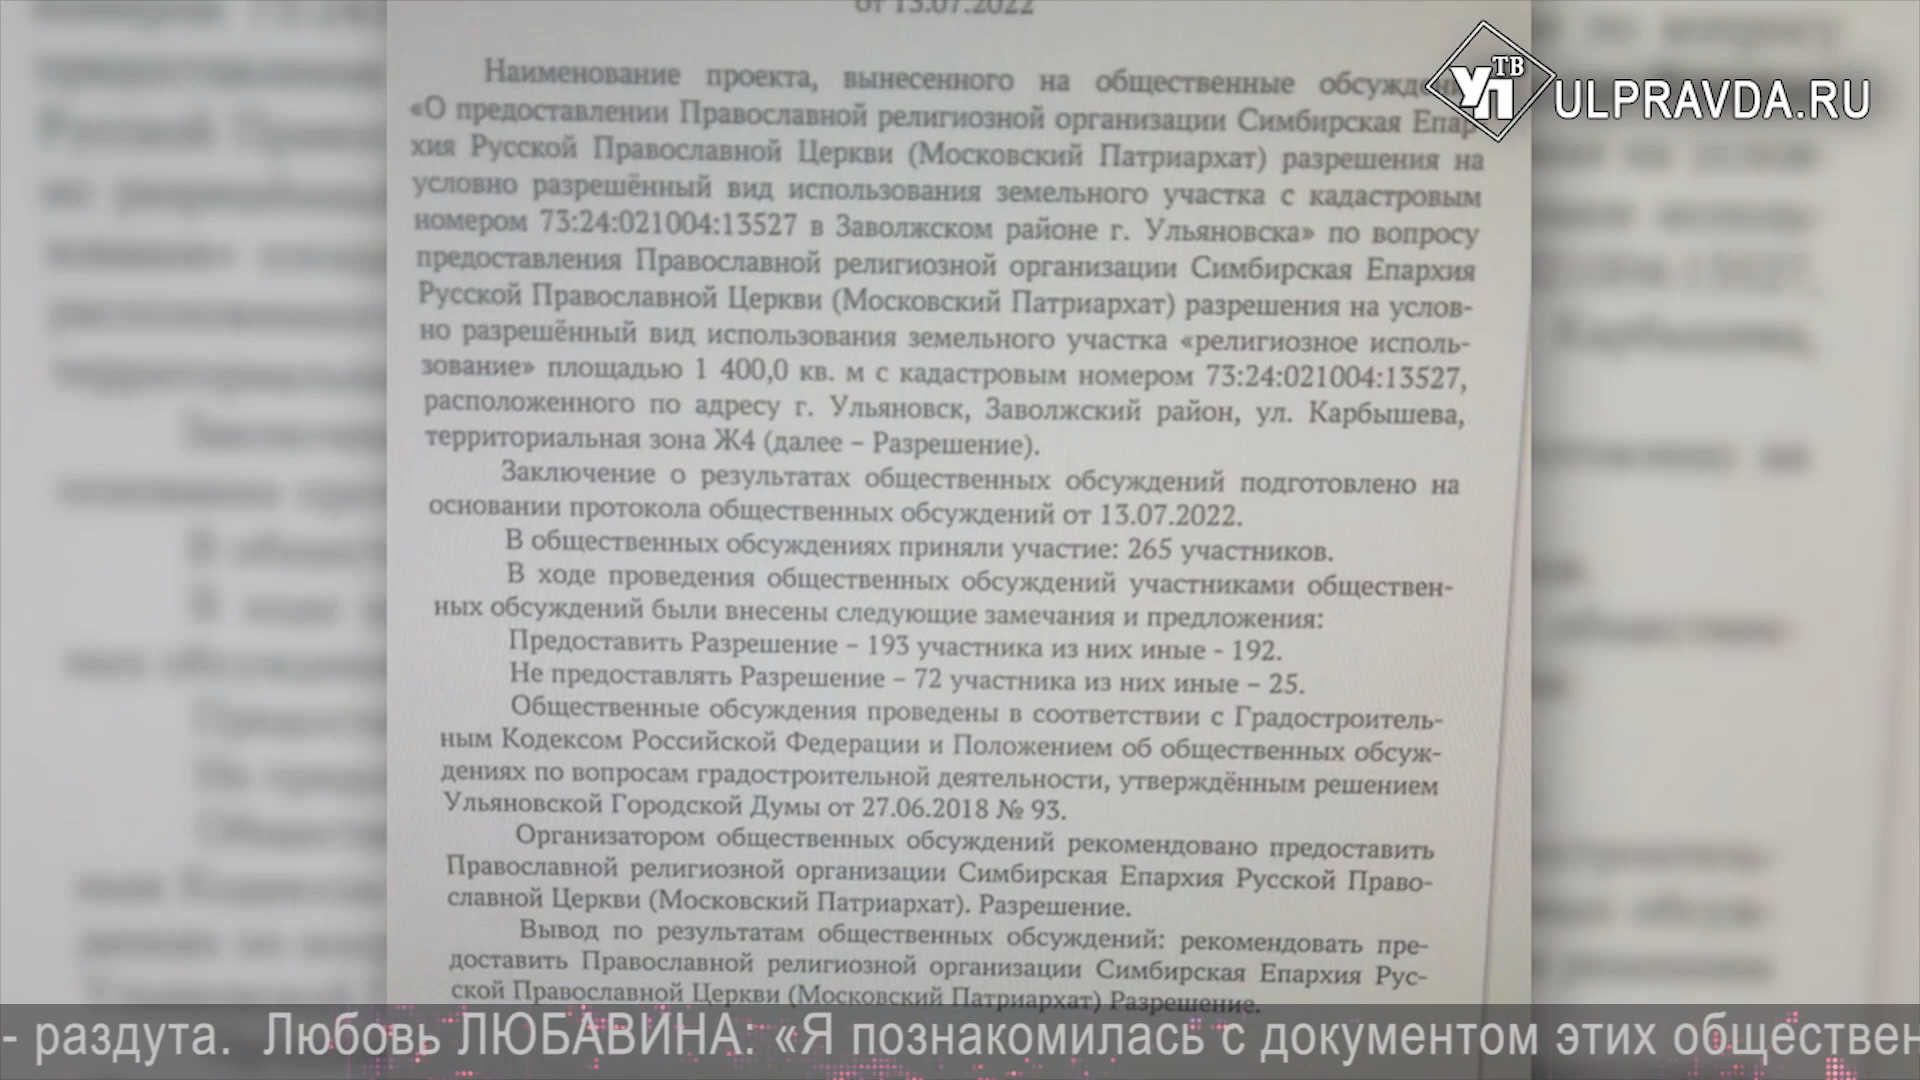 от 13.07.2022
Наименование проекта, вынесенного на общественные
«О предоставлении Православной религиозной организации Симбирская Епар-
хия Русской Православной Церкви (Московский Патриархат) разрешения на
условно разрешённый вид использования земельного участка с кадастровым
номером 73:24:021004:13527 в Заволжском районе г. Ульяновска» по вопросу
предоставления Православной религиозной организации Симбирская Епархия
Русской Православной Церкви (Московский Патриархат) разрешения на услов-
но разрешённый вид использования земельного участка «религиозное исполь-
зование» площадью 1 400,0 кв. м с кадастровым номером 73:24:021004:13527,
расположенного по адресу г. Ульяновск, Заволжский район, ул. Карбышева,
территориальная зона Ж4 (далее – Разрешение).
Заключение о результатах общественных обсуждений подготовлено на
основании протокола общественных обсуждений от 13.07.2022.
В общественных обсуждениях приняли участие: 265 участников.
В ходе проведения общественных обсуждений участниками обществен-
ных обсуждений были внесены следующие замечания и предложения:
Предоставить Разрешение – 193 участника из них иные - 192.
Не предоставлять Разрешение – 72 участника из них иные – 25.
Общественные обсуждения проведены в соответствии с Градостроитель-
ным Кодексом Российской Федерации и Положением об общественных обсуж-
дениях по вопросам градостроительной деятельности, утверждённым решением
Ульяновской Городской Думы от 27.06.2018 № 93.
Организатором общественных обсуждений рекомендовано предоставить
Православной религиозной организации Симбирская Епархия Русской Право-
славной Церкви (Московский Патриархат). Разрешение.
Вывод по результатам общественных обсуждений: рекомендовать пре-
доставить Православной религиозной организации Симбирская Епархия Рус-
ской Православной Церкви (Московский Патриархат) Разрешение.
УП ТВ ULPRAVDA.RU
- раздута. Любовь ЛЮБАВИНА: «Я познакомилась с документом этих обществен